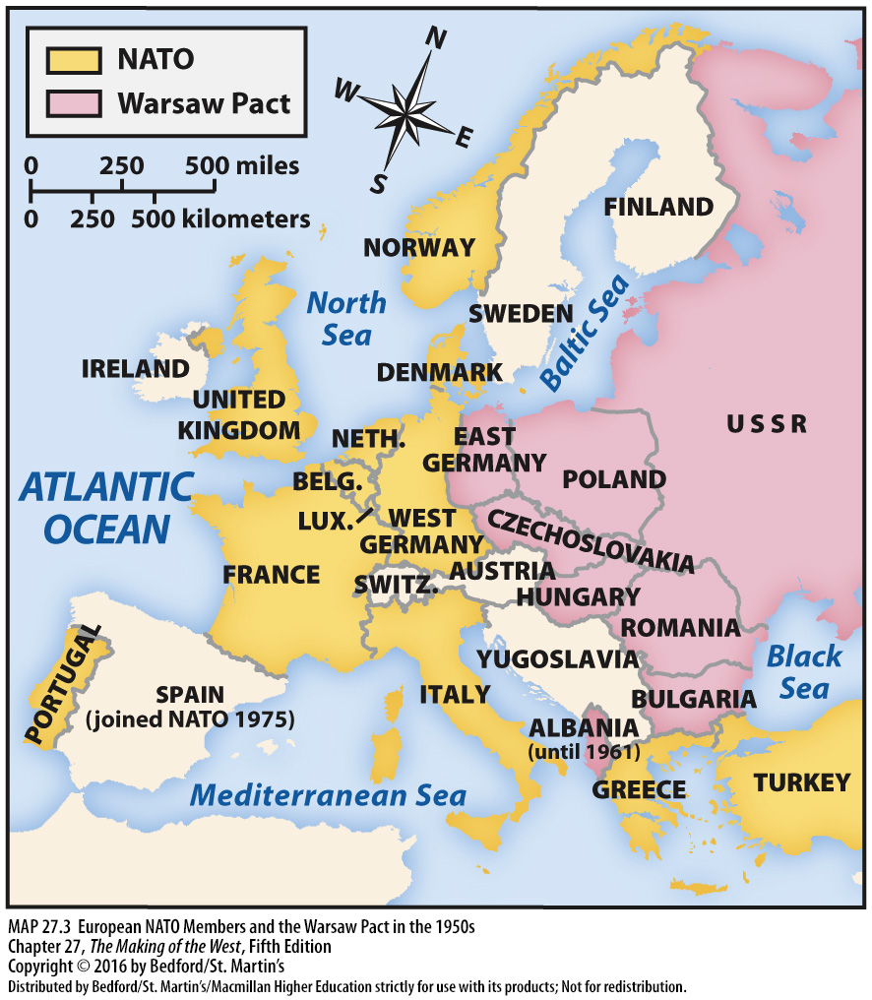 NATO
Warsaw Pact
N
W
E
S
0 250 500 miles
0 250 500 kilometers
FINLAND
NORWAY
North
Sea
SWEDEN
Baltic Sea
IRELAND
DENMARK
UNITED
KINGDOM
NETH.
EAST
GERMANY
USSR
BELG.
POLAND
ATLANTIC
OCEAN
LUX.
WEST
GERMANY
CZECHOSLOVAKIA
FRANCE
SWITZ.
AUSTRIA
HUNGARY
ROMANIA
PORTUGAL
SPAIN
(joined NATO 1975)
YUGOSLAVIA
Black
Sea
ITALY
BULGARIA
ALBANIA
(until 1961)
GREECE
TURKEY
Mediterranean Sea
MAP 27.3 European NATO Members and the Warsaw Pact in the 1950s
Chapter 27, The Making of the West, Fifth Edition
Copyright © 2016 by Bedford/St. Martin's
Distributed by Bedford/St. Martin's/Macmillan Higher Education strictly for use with its products; Not for redistribution.